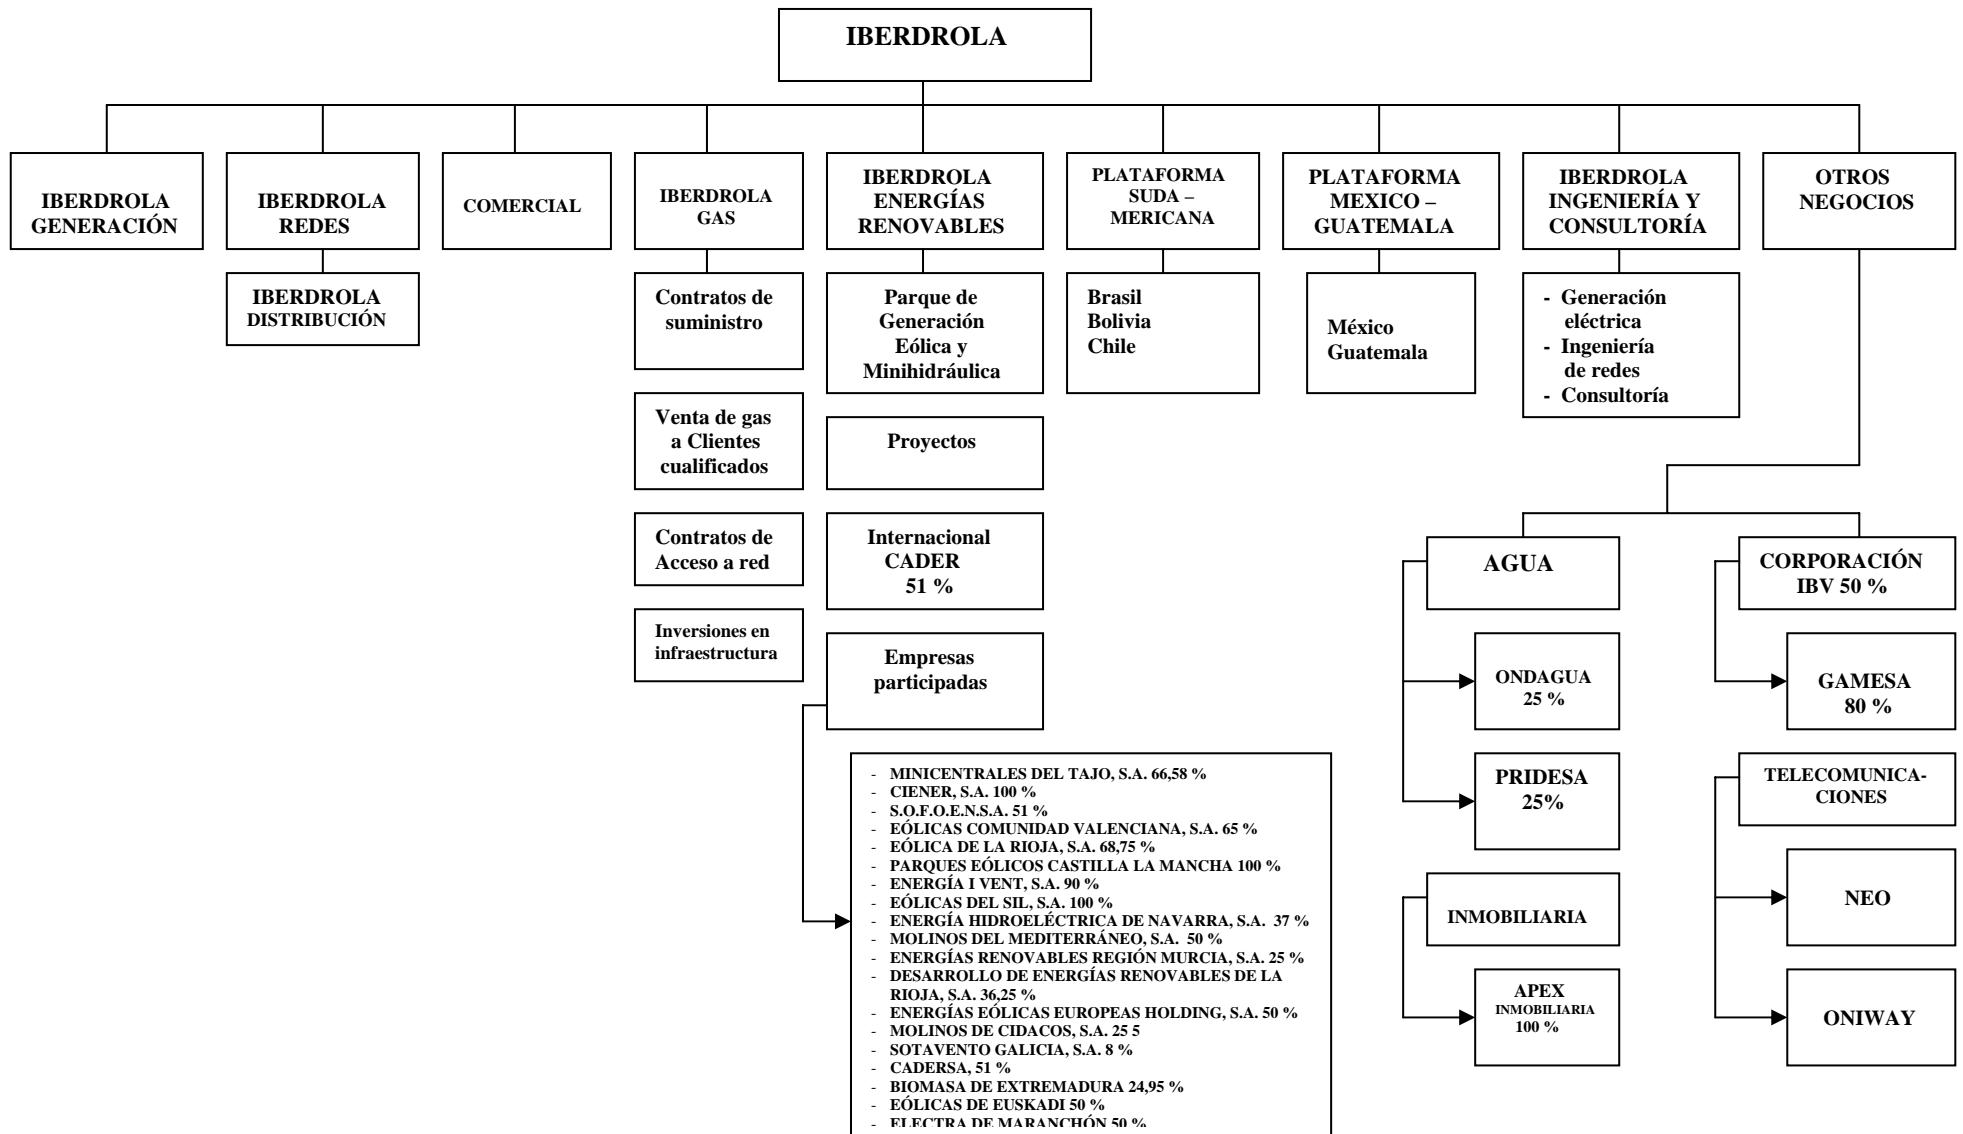 IBERDROLA
IBERDROLA
GENERACIÓN
IBERDROLA
REDES
COMERCIAL
IBERDROLA
GAS
IBERDROLA
ENERGÍAS
RENOVABLES
PLATAFORMA
SUDA –
MERICANA
PLATAFORMA
MEXICO –
GUATEMALA
IBERDROLA
INGENIERÍA Y
CONSULTORÍA
OTROS
NEGOCIOS
IBERDROLA
DISTRIBUCIÓN
Contratos de
suministro
Parque de
Generación
Eólica y
Minihidráulica
Brasil
Bolivia
Chile
México
Guatemala
- Generación
eléctrica
- Ingeniería
de redes
- Consultoría
Venta de gas
a Clientes
cualificados
Proyectos
Contratos de
Acceso a red
Internacional
CADER
51 %
Inversiones en
infraestructura
Empresas
participadas
- MINICENTRALES DEL TAJO, S.A. 66,58 %
- CIENER, S.A. 100 %
- S.O.F.O.E.N.S.A. 51 %
- EÓLICAS COMUNIDAD VALENCIANA, S.A. 65 %
- EÓLICA DE LA RIOJA, S.A. 68,75 %
- PARQUES EÓLICOS CASTILLA LA MANCHA 100 %
- ENERGÍA I VENT, S.A. 90 %
- EÓLICAS DEL SIL, S.A. 100 %
- ENERGÍA HIDROELÉCTRICA DE NAVARRA, S.A. 37 %
- MOLINOS DEL MEDITERRÁNEO, S.A. 50 %
- ENERGÍAS RENOVABLES REGIÓN MURCIA, S.A. 25 %
- DESARROLLO DE ENERGÍAS RENOVABLES DE LA
RIOJA, S.A. 36,25 %
- ENERGÍAS EÓLICAS EUROPEAS HOLDING, S.A. 50 %
- MOLINOS DE CIDACOS, S.A. 25 5
- SOTAVENTO GALICIA, S.A. 8 %
- CADERSA, 51 %
- BIOMASA DE EXTREMADURA 24,95 %
- EÓLICAS DE EUSKADI 50 %
- ELECTRA DE MARANCHÓN 50 %
AGUA
ONDAGUA
25 %
PRIDESA
25%
INMOBILIARIA
APEX
INMOBILIARIA
100 %
CORPORACIÓN
IBV 50 %
GAMESA
80 %
TELECOMUNICA-
CIONES
NEO
ONIWAY